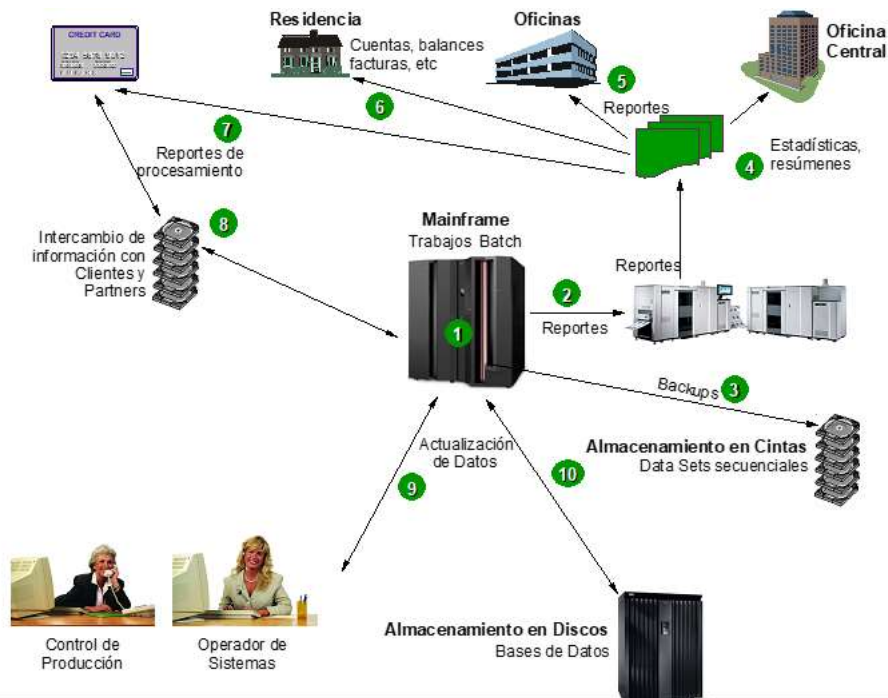 CREDIT CARD
Residencia
Cuentas, balances
facturas, etc
Oficinas
Oficina
Central
5
Reportes
6
7
Reportes de
procesamiento
4
Estadísticas,
resúmenes
8
Intercambio de
información con
Clientes y
Partners
Mainframe
Trabajos Batch
1
2
Reportes
Reportes
Backups
3
Almacenamiento en Cintas
Data Sets secuenciales
Actualización
de Datos
9
10
Control de
Producción
Operador de
Sistemas
Almacenamiento en Discos
Bases de Datos